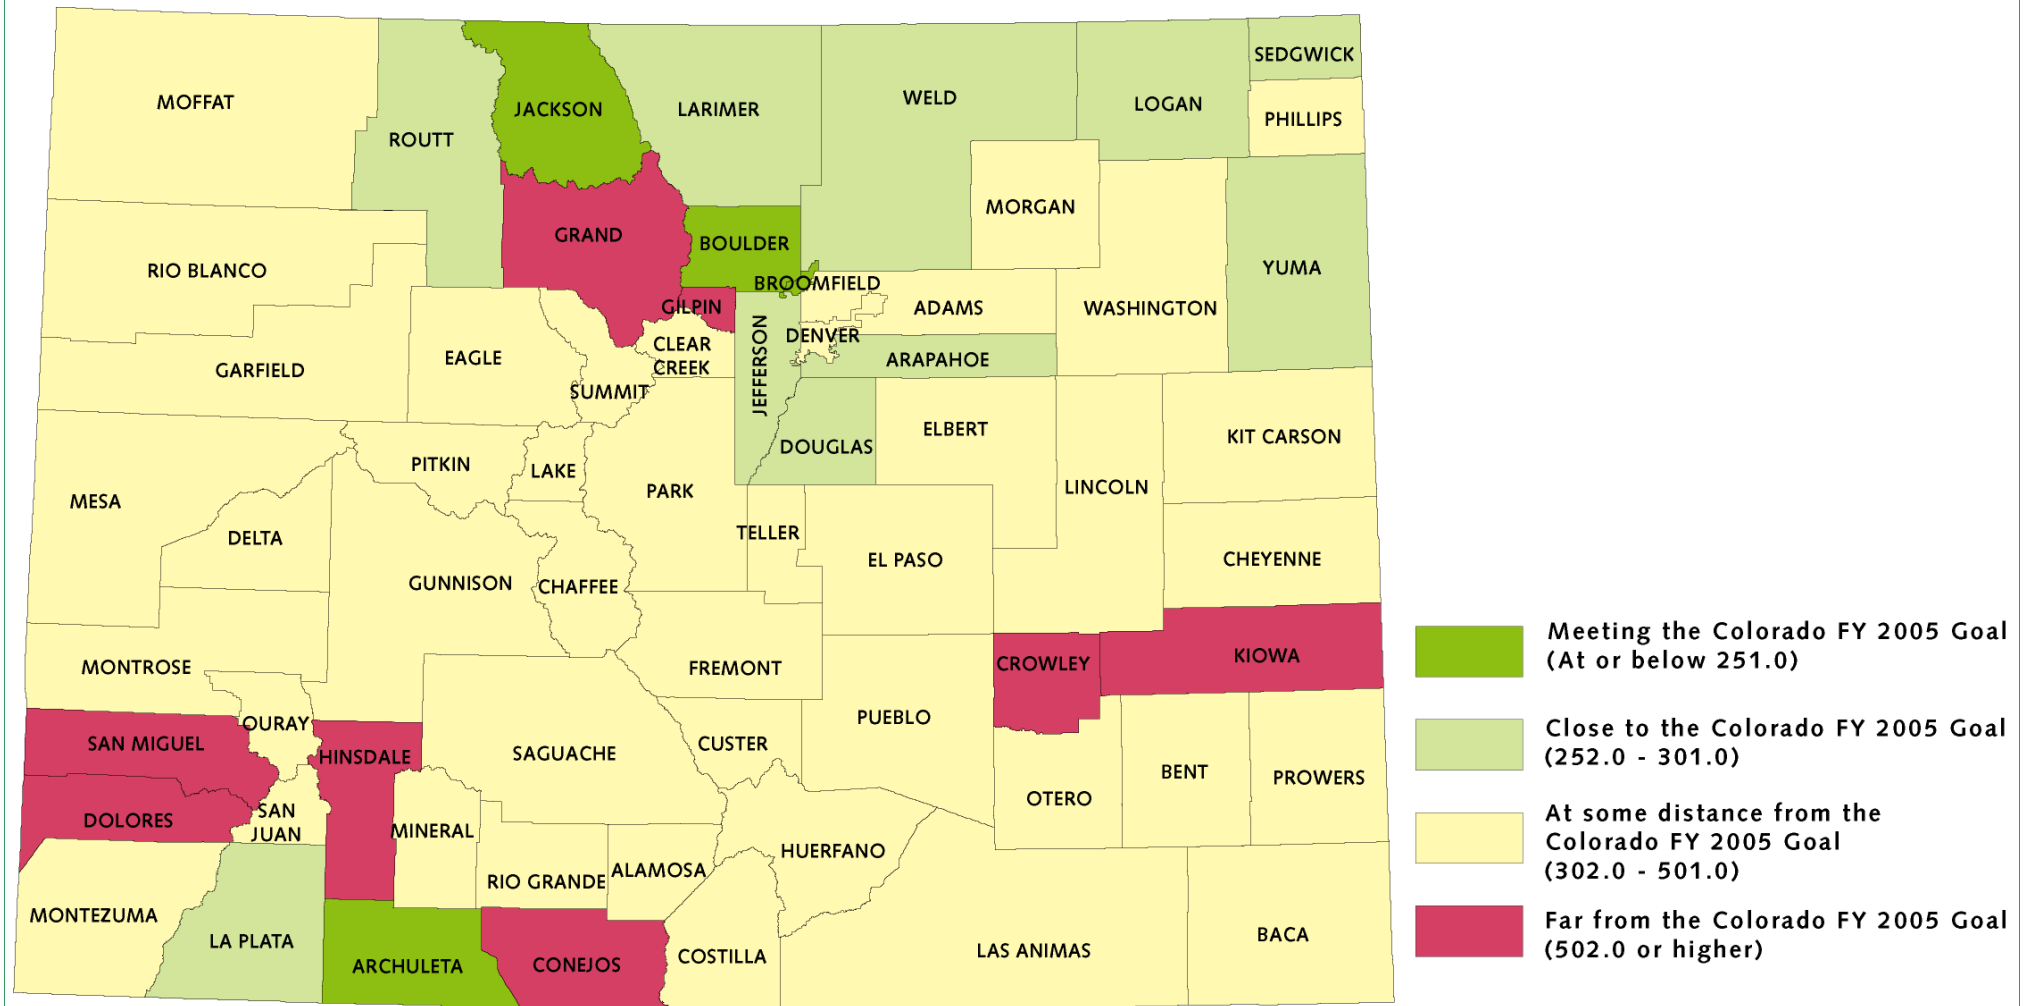 SEDGWICK
MOFFAT
JACKSON
LARIMER
WELD
LOGAN
PHILLIPS
ROUTT
MORGAN
GRAND
BOULDER
RIO BLANCO
YUMA
BROOMFIELD
GILPIN
ADAMS
WASHINGTON
DENVER
CLEAR
CREEK
JEFFERSON
ARAPAHOE
EAGLE
GARFIELD
SUMMIT
ELBERT
KIT CARSON
DOUGLAS
PITKIN
LAKE
PARK
LINCOLN
MESA
TELLER
DELTA
EL PASO
CHEYENNE
GUNNISON
CHAFFEE
MONTROSE
FREMONT
CROWLEY
KIOWA
OURAY
PUEBLO
SAN MIGUEL
HINSDALE
SAGUACHE
CUSTER
BENT
PROWERS
OTERO
DOLORES
SAN
JUAN
MINERAL
HUERFANO
RIO GRANDE
ALAMOSA
MONTEZUMA
LA PLATA
ARCHULETA
CONEJOS
COSTILLA
LAS ANIMAS
BACA
Meeting the Colorado FY 2005 Goal
(At or below 251.0)
Close to the Colorado FY 2005 Goal
(252.0 - 301.0)
At some distance from the
Colorado FY 2005 Goal
(302.0 - 501.0)
Far from the Colorado FY 2005 Goal
(502.0 or higher)